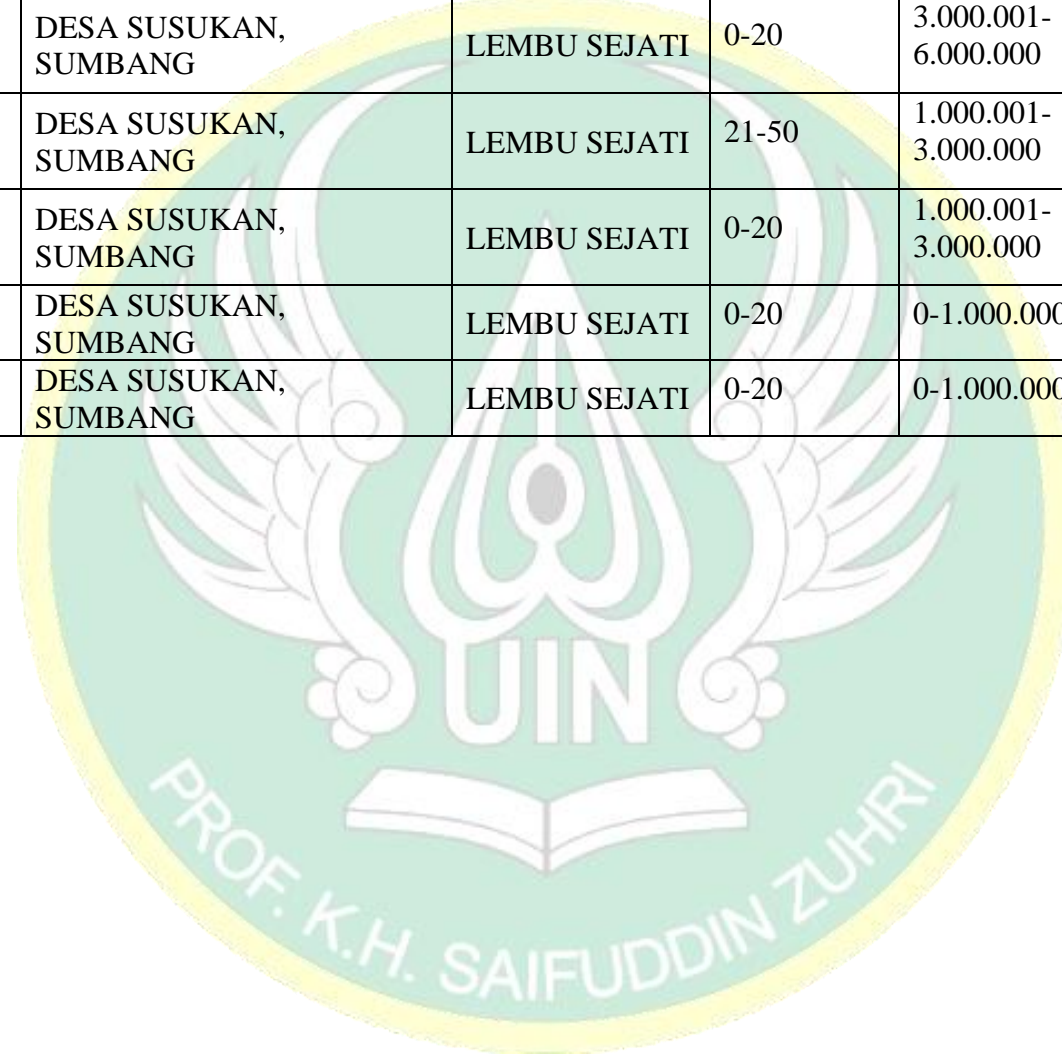 DESA SUSUKAN,
SUMBANG
LEMBU SEJATI
0-20
3.000.001-
6.000.000
DESA SUSUKAN,
SUMBANG
LEMBU SEJATI
21-50
1.000.001-
3.000.000
DESA SUSUKAN,
SUMBANG
LEMBU SEJATI
0-20
1.000.001-
3.000.000
DESA SUSUKAN,
SUMBANG
LEMBU SEJATI
0-20
0-1.000.000
DESA SUSUKAN,
SUMBANG
LEMBU SEJATI
0-20
0-1.000.000
UIN
PROF. K.H. SAIFUDDIN ZUHRI